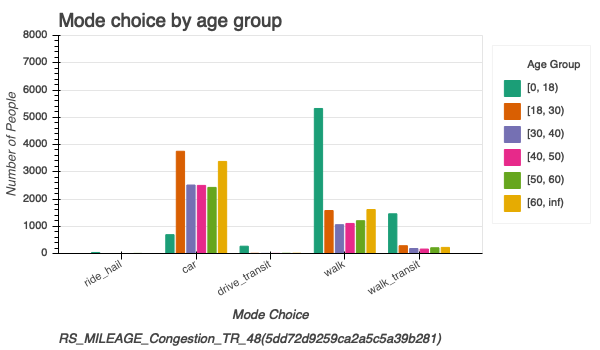 Mode choice by age group
8000
7000
6000
5000
4000
3000
2000
1000
0
Number of People
ride_hail
car
drive_transit
walk
walk_transit
Mode Choice
Age Group
[0, 18)
[18, 30)
[30, 40)
[40, 50)
[50, 60)
[60, inf)
RS_MILEAGE_Congestion_TR_48(5dd72d9259ca2a5c5a39b281)